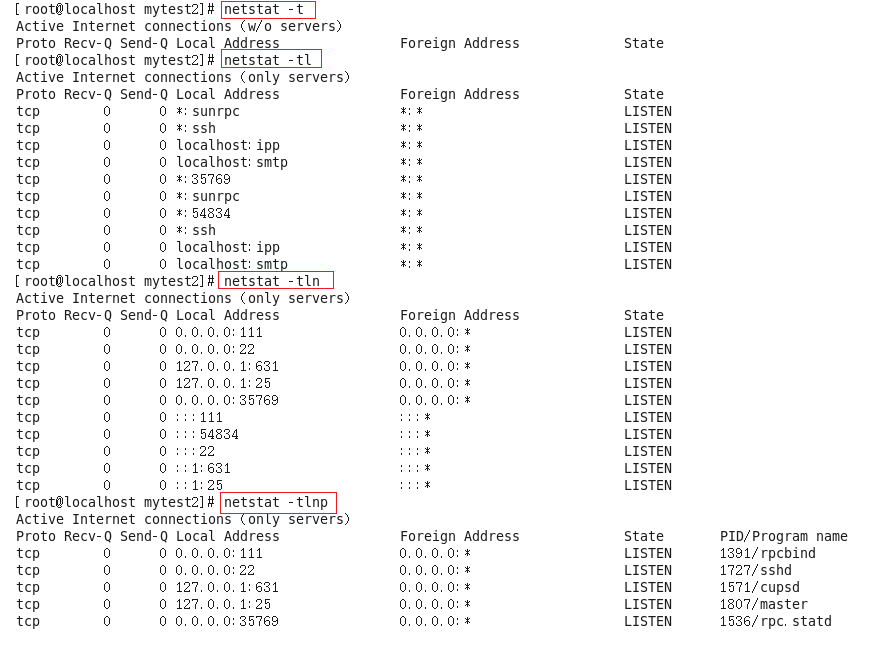 [root@localhost mytest2]# netstat -t
Active Internet connections (w/o servers)
Proto Recv-Q Send-Q Local Address               Foreign Address             State
[root@localhost mytest2]# netstat -tl
Active Internet connections (only servers)
Proto Recv-Q Send-Q Local Address               Foreign Address             State
tcp        0      0 *:sunrpc                    *:*                         LISTEN
tcp        0      0 *:ssh                       *:*                         LISTEN
tcp        0      0 localhost:ipp               *:*                         LISTEN
tcp        0      0 localhost:smtp              *:*                         LISTEN
tcp        0      0 *:35769                     *:*                         LISTEN
tcp        0      0 *:sunrpc                    *:*                         LISTEN
tcp        0      0 *:54834                     *:*                         LISTEN
tcp        0      0 *:ssh                       *:*                         LISTEN
tcp        0      0 localhost:ipp               *:*                         LISTEN
tcp        0      0 localhost:smtp              *:*                         LISTEN
[root@localhost mytest2]# netstat -tln
Active Internet connections (only servers)
Proto Recv-Q Send-Q Local Address               Foreign Address             State
tcp        0      0 0.0.0.0:111                 0.0.0.0:*                   LISTEN
tcp        0      0 0.0.0.0:22                  0.0.0.0:*                   LISTEN
tcp        0      0 127.0.0.1:631               0.0.0.0:*                   LISTEN
tcp        0      0 127.0.0.1:25                0.0.0.0:*                   LISTEN
tcp        0      0 0.0.0.0:35769               0.0.0.0:*                   LISTEN
tcp        0      0 :::111                      :::*                        LISTEN
tcp        0      0 :::54834                    :::*                        LISTEN
tcp        0      0 :::22                       :::*                        LISTEN
tcp        0      0 ::1:631                     :::*                        LISTEN
tcp        0      0 ::1:25                      :::*                        LISTEN
[root@localhost mytest2]# netstat -tlnp
Active Internet connections (only servers)
Proto Recv-Q Send-Q Local Address               Foreign Address             State       PID/Program name
tcp        0      0 0.0.0.0:111                 0.0.0.0:*                   LISTEN      1391/rpcbind
tcp        0      0 0.0.0.0:22                  0.0.0.0:*                   LISTEN      1727/sshd
tcp        0      0 127.0.0.1:631               0.0.0.0:*                   LISTEN      1571/cupsd
tcp        0      0 127.0.0.1:25                0.0.0.0:*                   LISTEN      1807/master
tcp        0      0 0.0.0.0:35769               0.0.0.0:*                   LISTEN      1536/rpc.statd